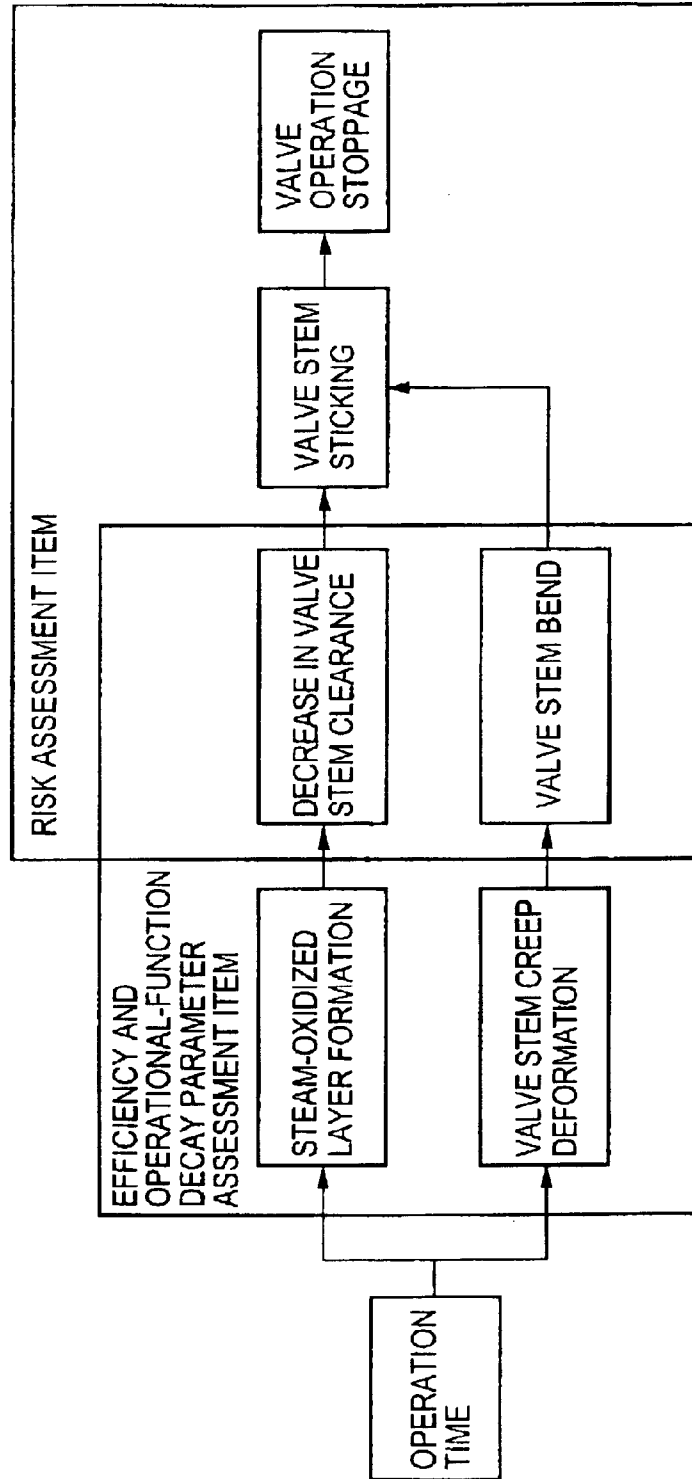 RISK ASSESSMENT ITEM
EFFICIENCY AND
OPERATIONAL-FUNCTION
DECAY PARAMETER
ASSESSMENT ITEM
OPERATION
TIME
STEAM-OXIDIZED
LAYER FORMATION
DECREASE IN VALVE
STEM CLEARANCE
VALVE STEM
STICKING
VALVE
OPERATION
STOPPAGE
VALVE STEM CREEP
DEFORMATION
VALVE STEM BEND